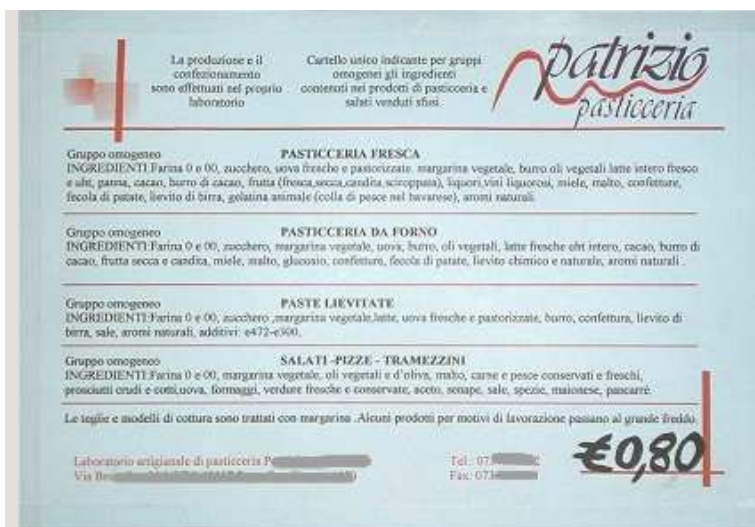 La produzione e il
confezionamento
sono effettuati nel proprio
laboratorio
Cartello unico indicante per gruppi
omogenei gli ingredienti
contenuti nei prodotti di pasticceria e
salati venduti sfusi
patrizio
pasticceria
Gruppo omogeneo PASTICCERIA FRESCA
INGREDIENTI:Farina 0 e 00, zucchero, uova fresche e pastorizzate, margarina vegetale, burro oli vegetali latte intero fresco
e uht, panna, cacao, burro di cacao, frutta (fresca,secca,candita,sciroppata), liquori,vini liquorosi, miele, malto, confetture,
fecola di patate, lievito di birra, gelatina animale (colla di pesce nel bavarese), aromi naturali.
Gruppo omogeneo PASTICCERIA DA FORNO
INGREDIENTI:Farina 0 e 00, zucchero, margarina vegetale, uova, burro, oli vegetali, latte fresche uht intero, cacao, burro di
cacao, frutta secca e candita, miele, malto, glucosio, confetture, fecola di patate, lievito chimico e naturale, aromi naturali .
Gruppo omogeneo PASTE LIEVITATE
INGREDIENTI:Farina 0 e 00, zucchero ,margarina vegetale,latte, uova fresche e pastorizzate, burro, confettura, lievito di
birra, sale, aromi naturali, additivi: e472-e300.
Gruppo omogeneo SALATI -PIZZE - TRAMEZZINI
INGREDIENTI:Farina 0 e 00, margarina vegetale, oli vegetali e d'oliva, malto, carne e pesce conservati e freschi,
prosciutti crudi e cotti,uova, formaggi, verdure fresche e conservate, aceto, senape, sale, spezie, maionese, pancarré.
Le teglie e modelli di cottura sono trattati con margarina .Alcuni prodotti per motivi di lavorazione passano al grande freddo.
€0,80
Laboratorio artigianale di pasticceria P
Tel. 07
Via
Fax. 073